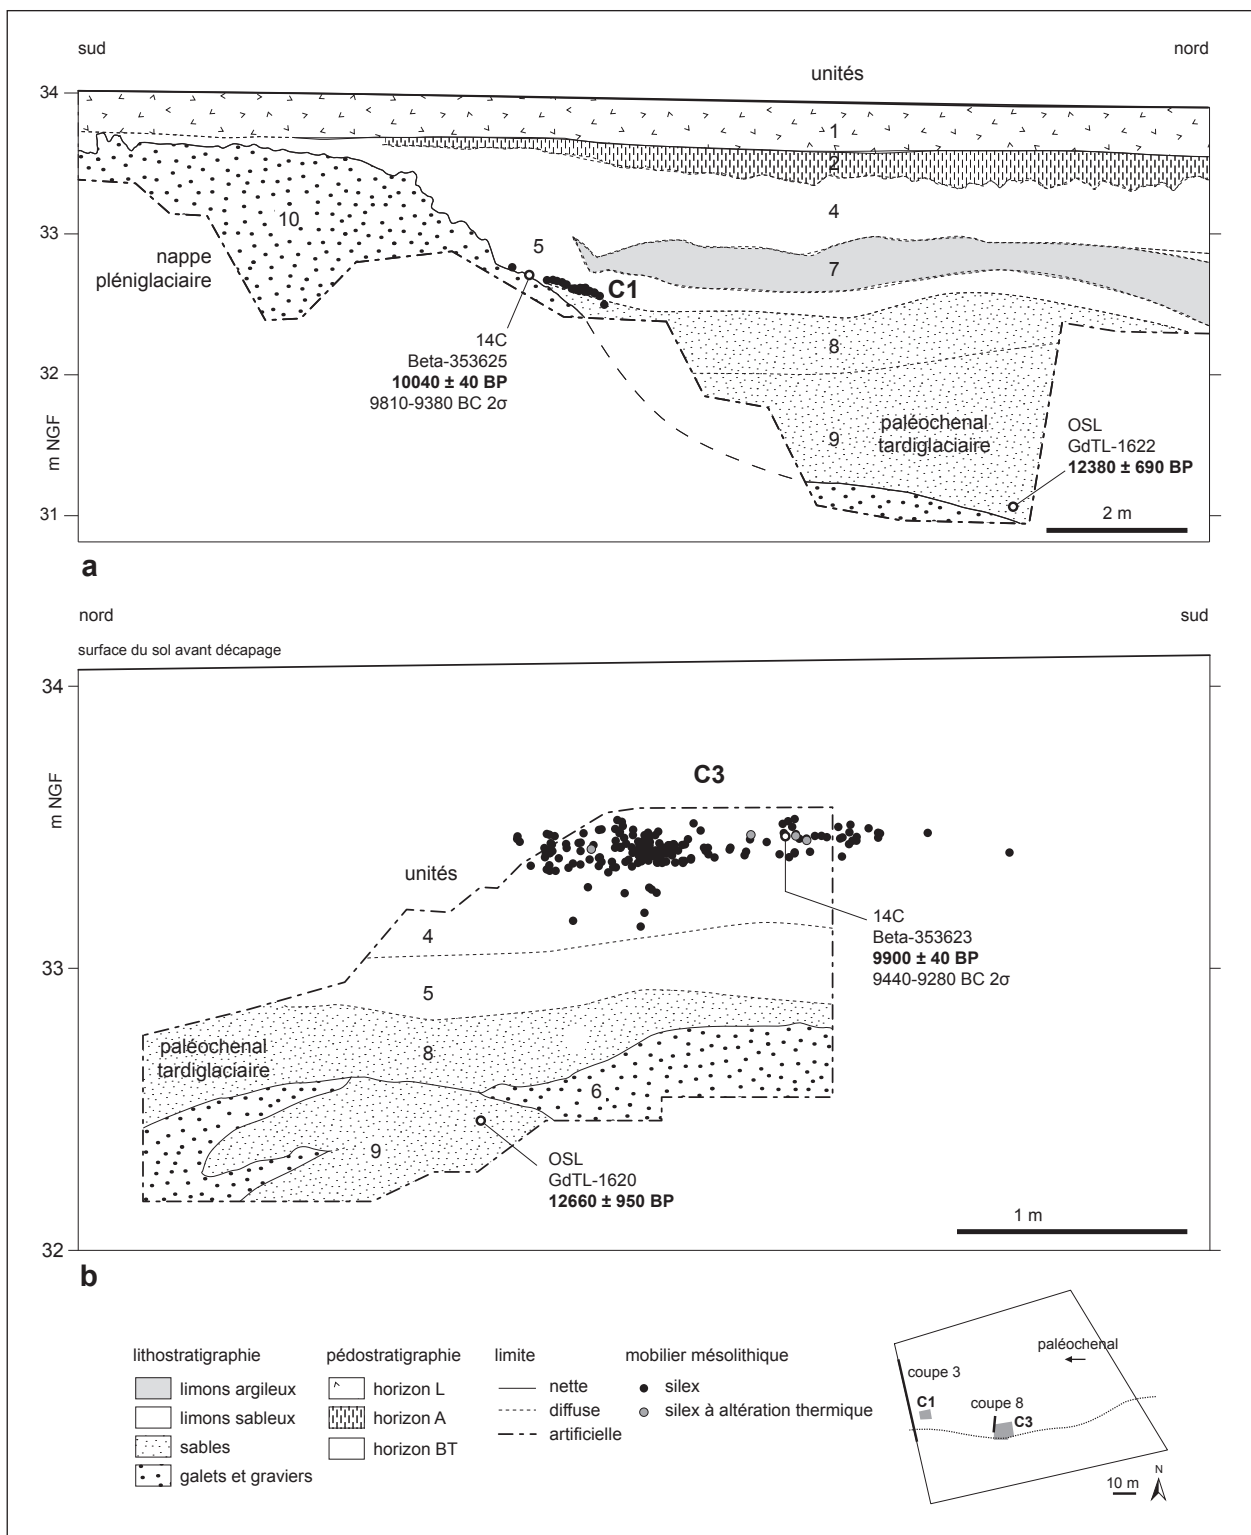 sud
nord
unités
34
33
32
31
m NGF
1
2
4
5
7
8
9
10
nappe
pléniglaciaire
C1
14C
Beta-353625
10040 ± 40 BP
9810-9380 BC 2σ
paléochenal
tardiglaciaire
OSL
GdTL-1622
12380 ± 690 BP
2 m
a
nord
sud
surface du sol avant décapage
34
33
32
m NGF
C3
unités
4
5
8
6
9
14C
Beta-353623
9900 ± 40 BP
9440-9280 BC 2σ
paléochenal
tardiglaciaire
OSL
GdTL-1620
12660 ± 950 BP
1 m
b
lithostratigraphie
limons argileux
limons sableux
sables
galets et graviers
pédostratigraphie
horizon L
horizon A
horizon BT
limite
nette
diffuse
artificielle
mobilier mésolithique
silex
silex à altération thermique
paléochenal
coupe 3
C1
coupe 8
C3
10 m
N